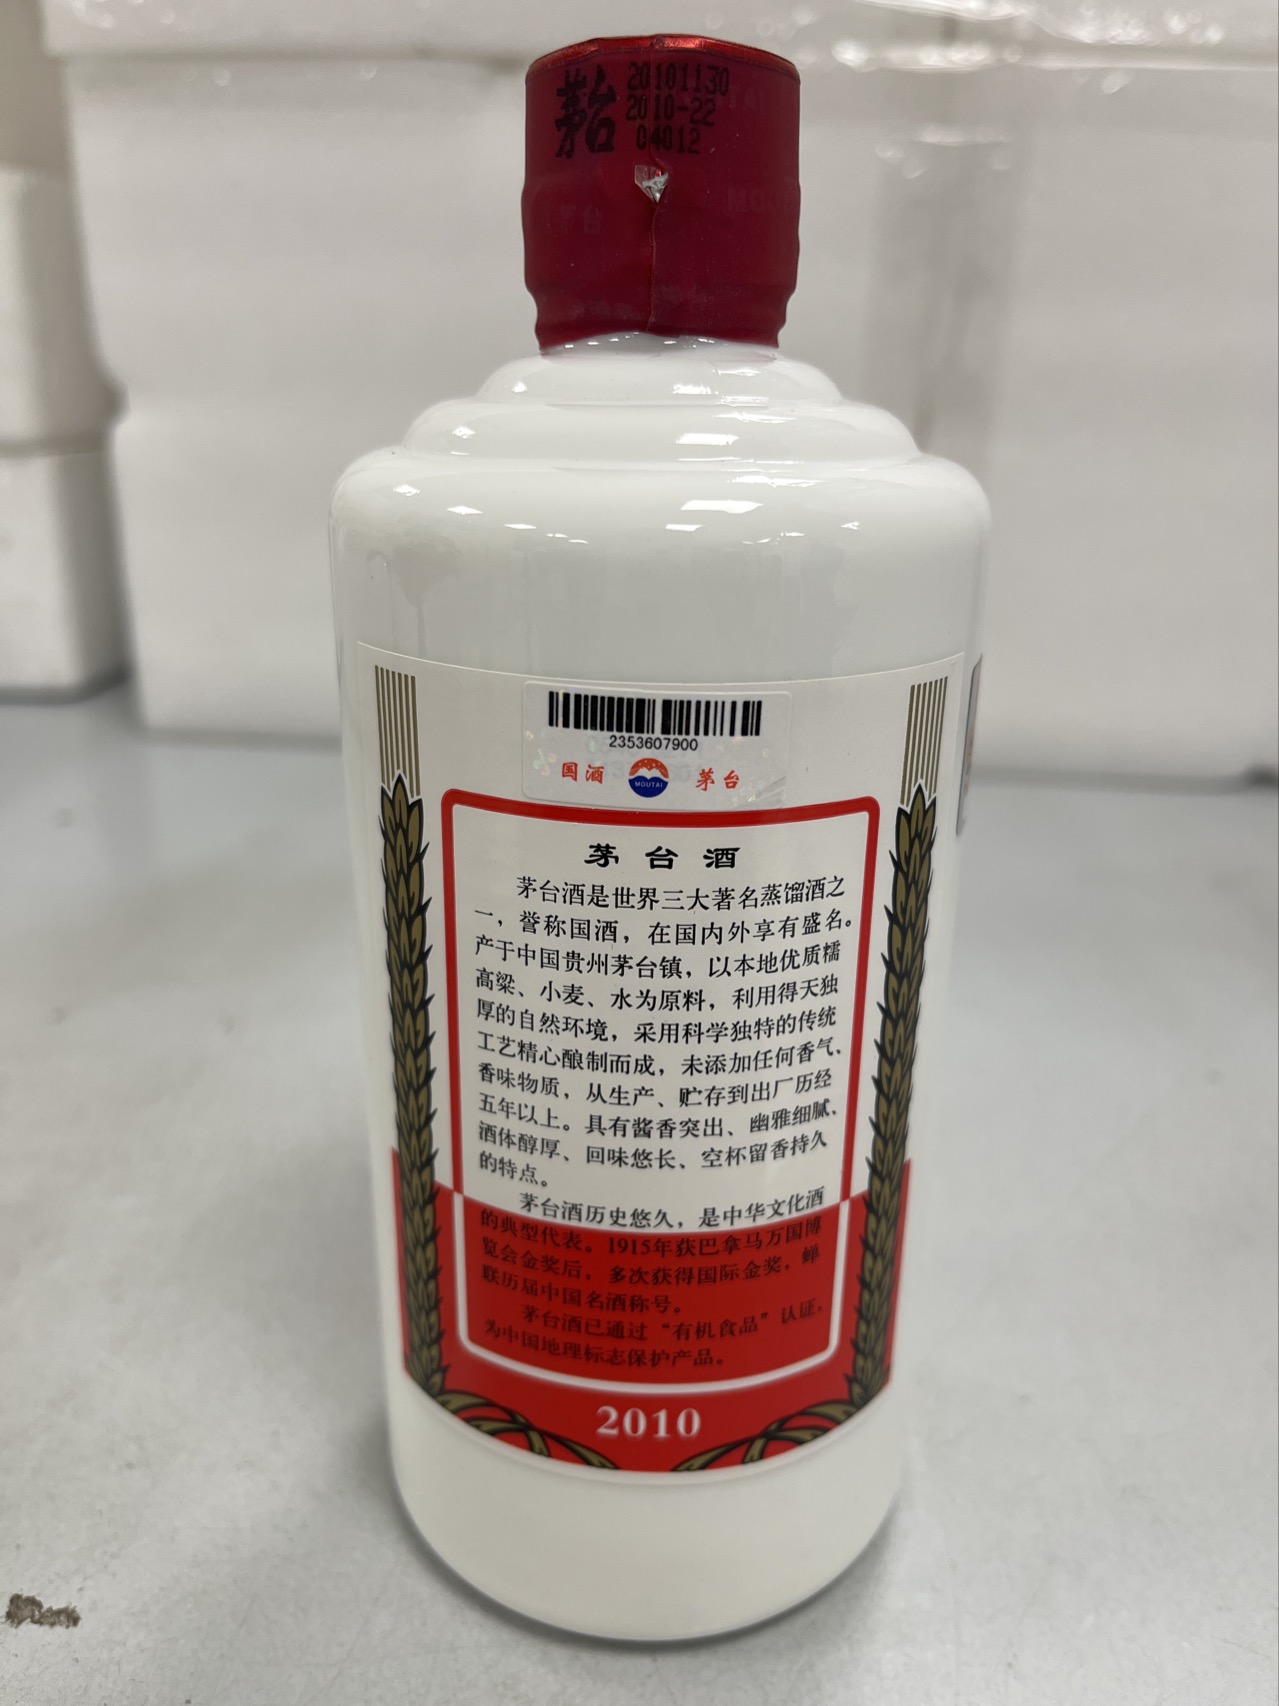 茅台
20101130
2010-22
04012
2353607900
国酒 MOUTAI 茅台
茅台酒
茅台酒是世界三大著名蒸馏酒之
一，誉称国酒，在国内外享有盛名。
产于中国贵州茅台镇，以本地优质糯
高粱、小麦、水为原料，利用得天独
厚的自然环境，采用科学独特的传统
工艺精心酿制而成，未添加任何香气、
香味物质，从生产、贮存到出厂历经
五年以上。具有酱香突出、幽雅细腻、
酒体醇厚、回味悠长、空杯留香持久
的特点。
茅台酒历史悠久，是中华文化酒
的典型代表。1915年获巴拿马万国博
览会金奖后，多次获得国际金奖，蝉
联历届中国名酒称号。
茅台酒已通过“有机食品”认证，
为中国地理标志保护产品。
2010